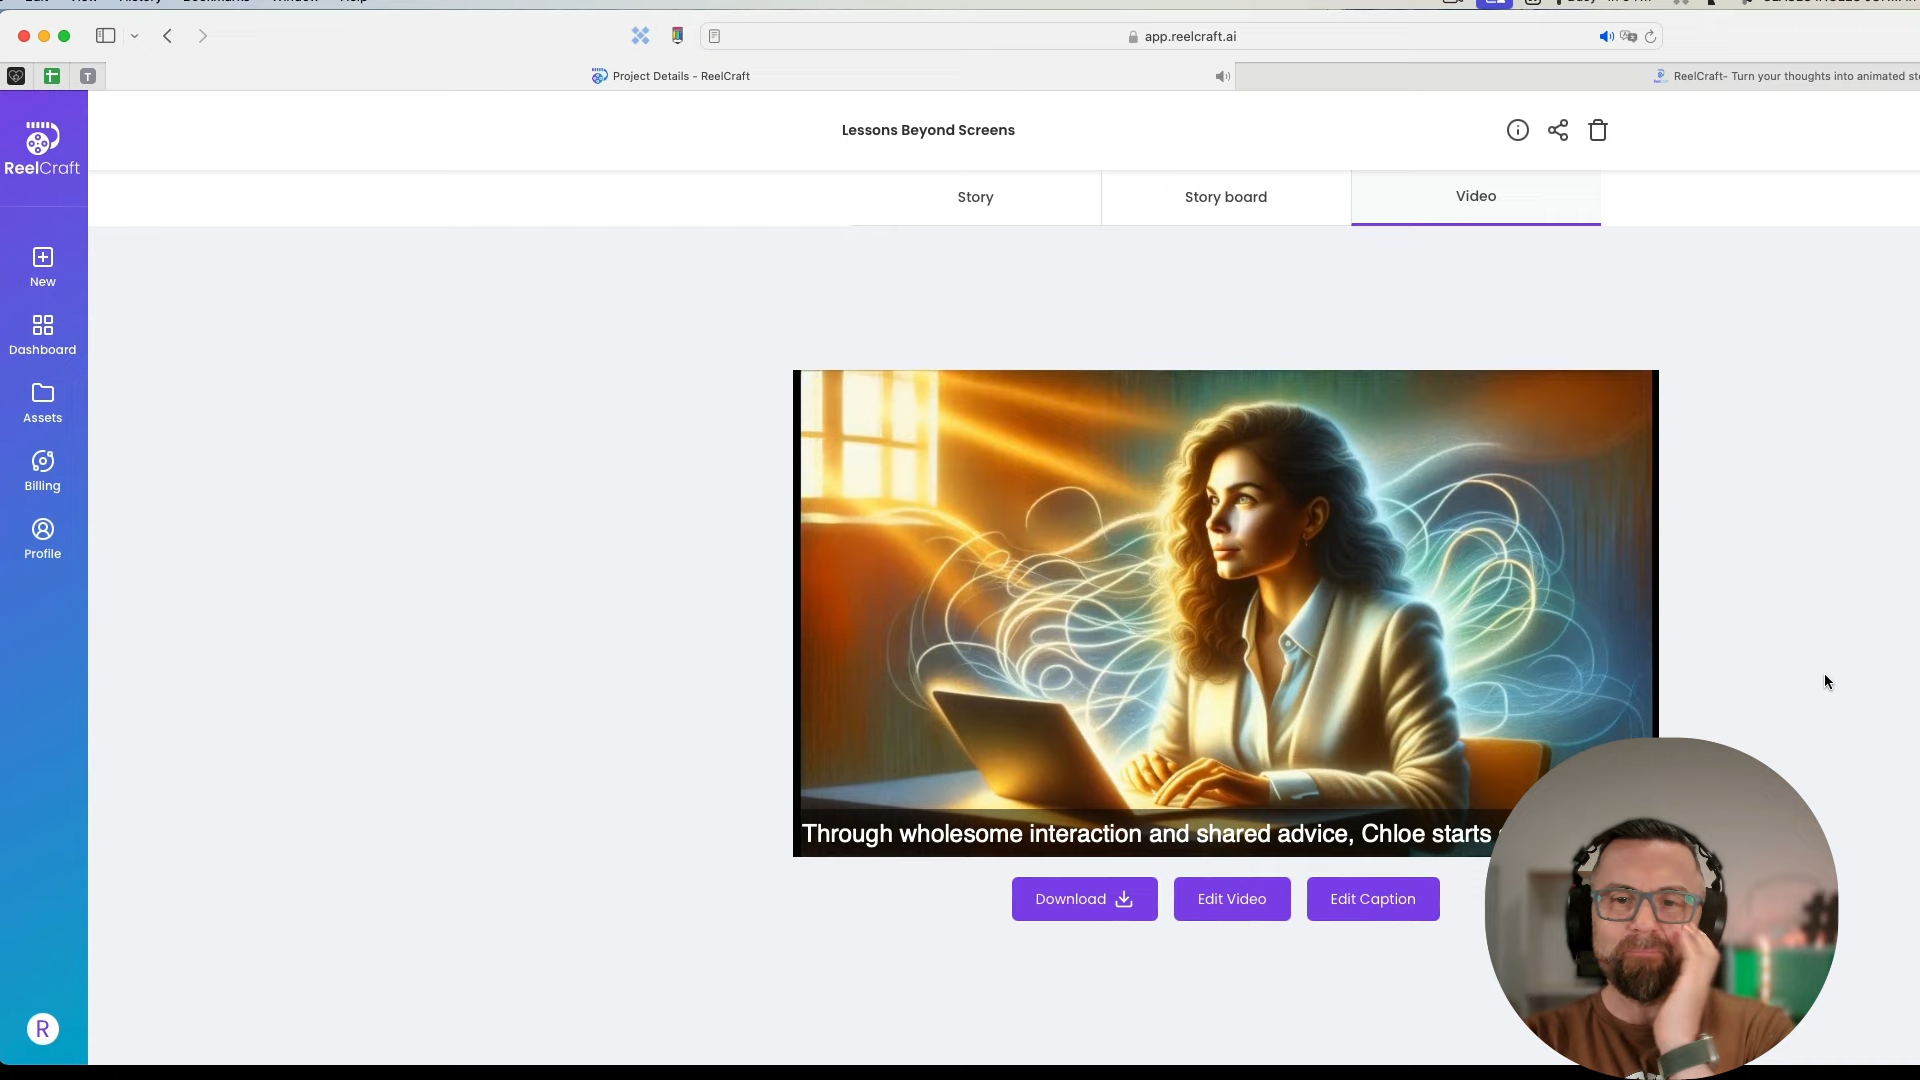 app.reelcraft.ai
T
Project Details - ReelCraft
ReelCraft- Turn your thoughts into animated
ReelCraft
Lessons Beyond Screens
Story
Story board
Video
New
Dashboard
Assets
Billing
Profile
Through wholesome interaction and shared advice, Chloe starts
Download
Edit Video
Edit Caption
R